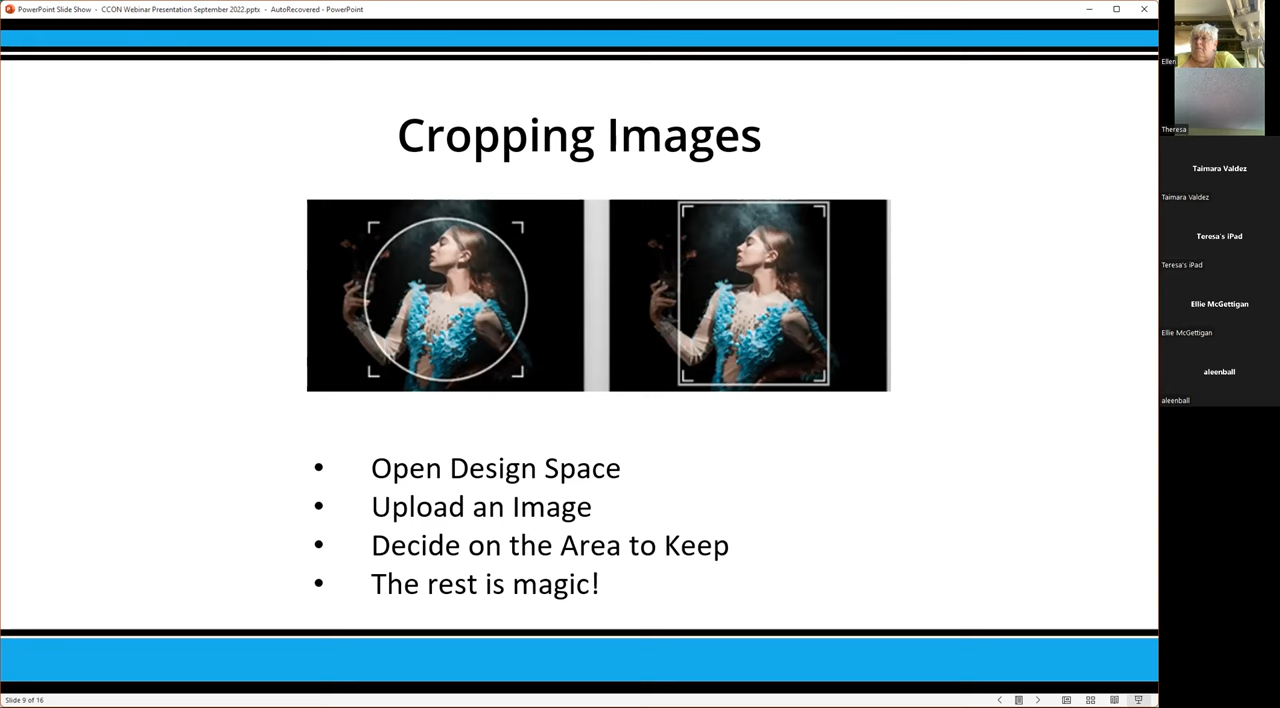 PowerPoint Slide Show - CCON Webinar Presentation September 2022.pptx - AutoRecovered - PowerPoint
Cropping Images
• Open Design Space
• Upload an Image
• Decide on the Area to Keep
• The rest is magic!
Slide 9 of 16
Ellen
Theresa
Taimara Valdez
Taimara Valdez
Teresa's iPad
Teresa's iPad
Ellie McGettigan
Ellie McGettigan
aleenball
aleenball